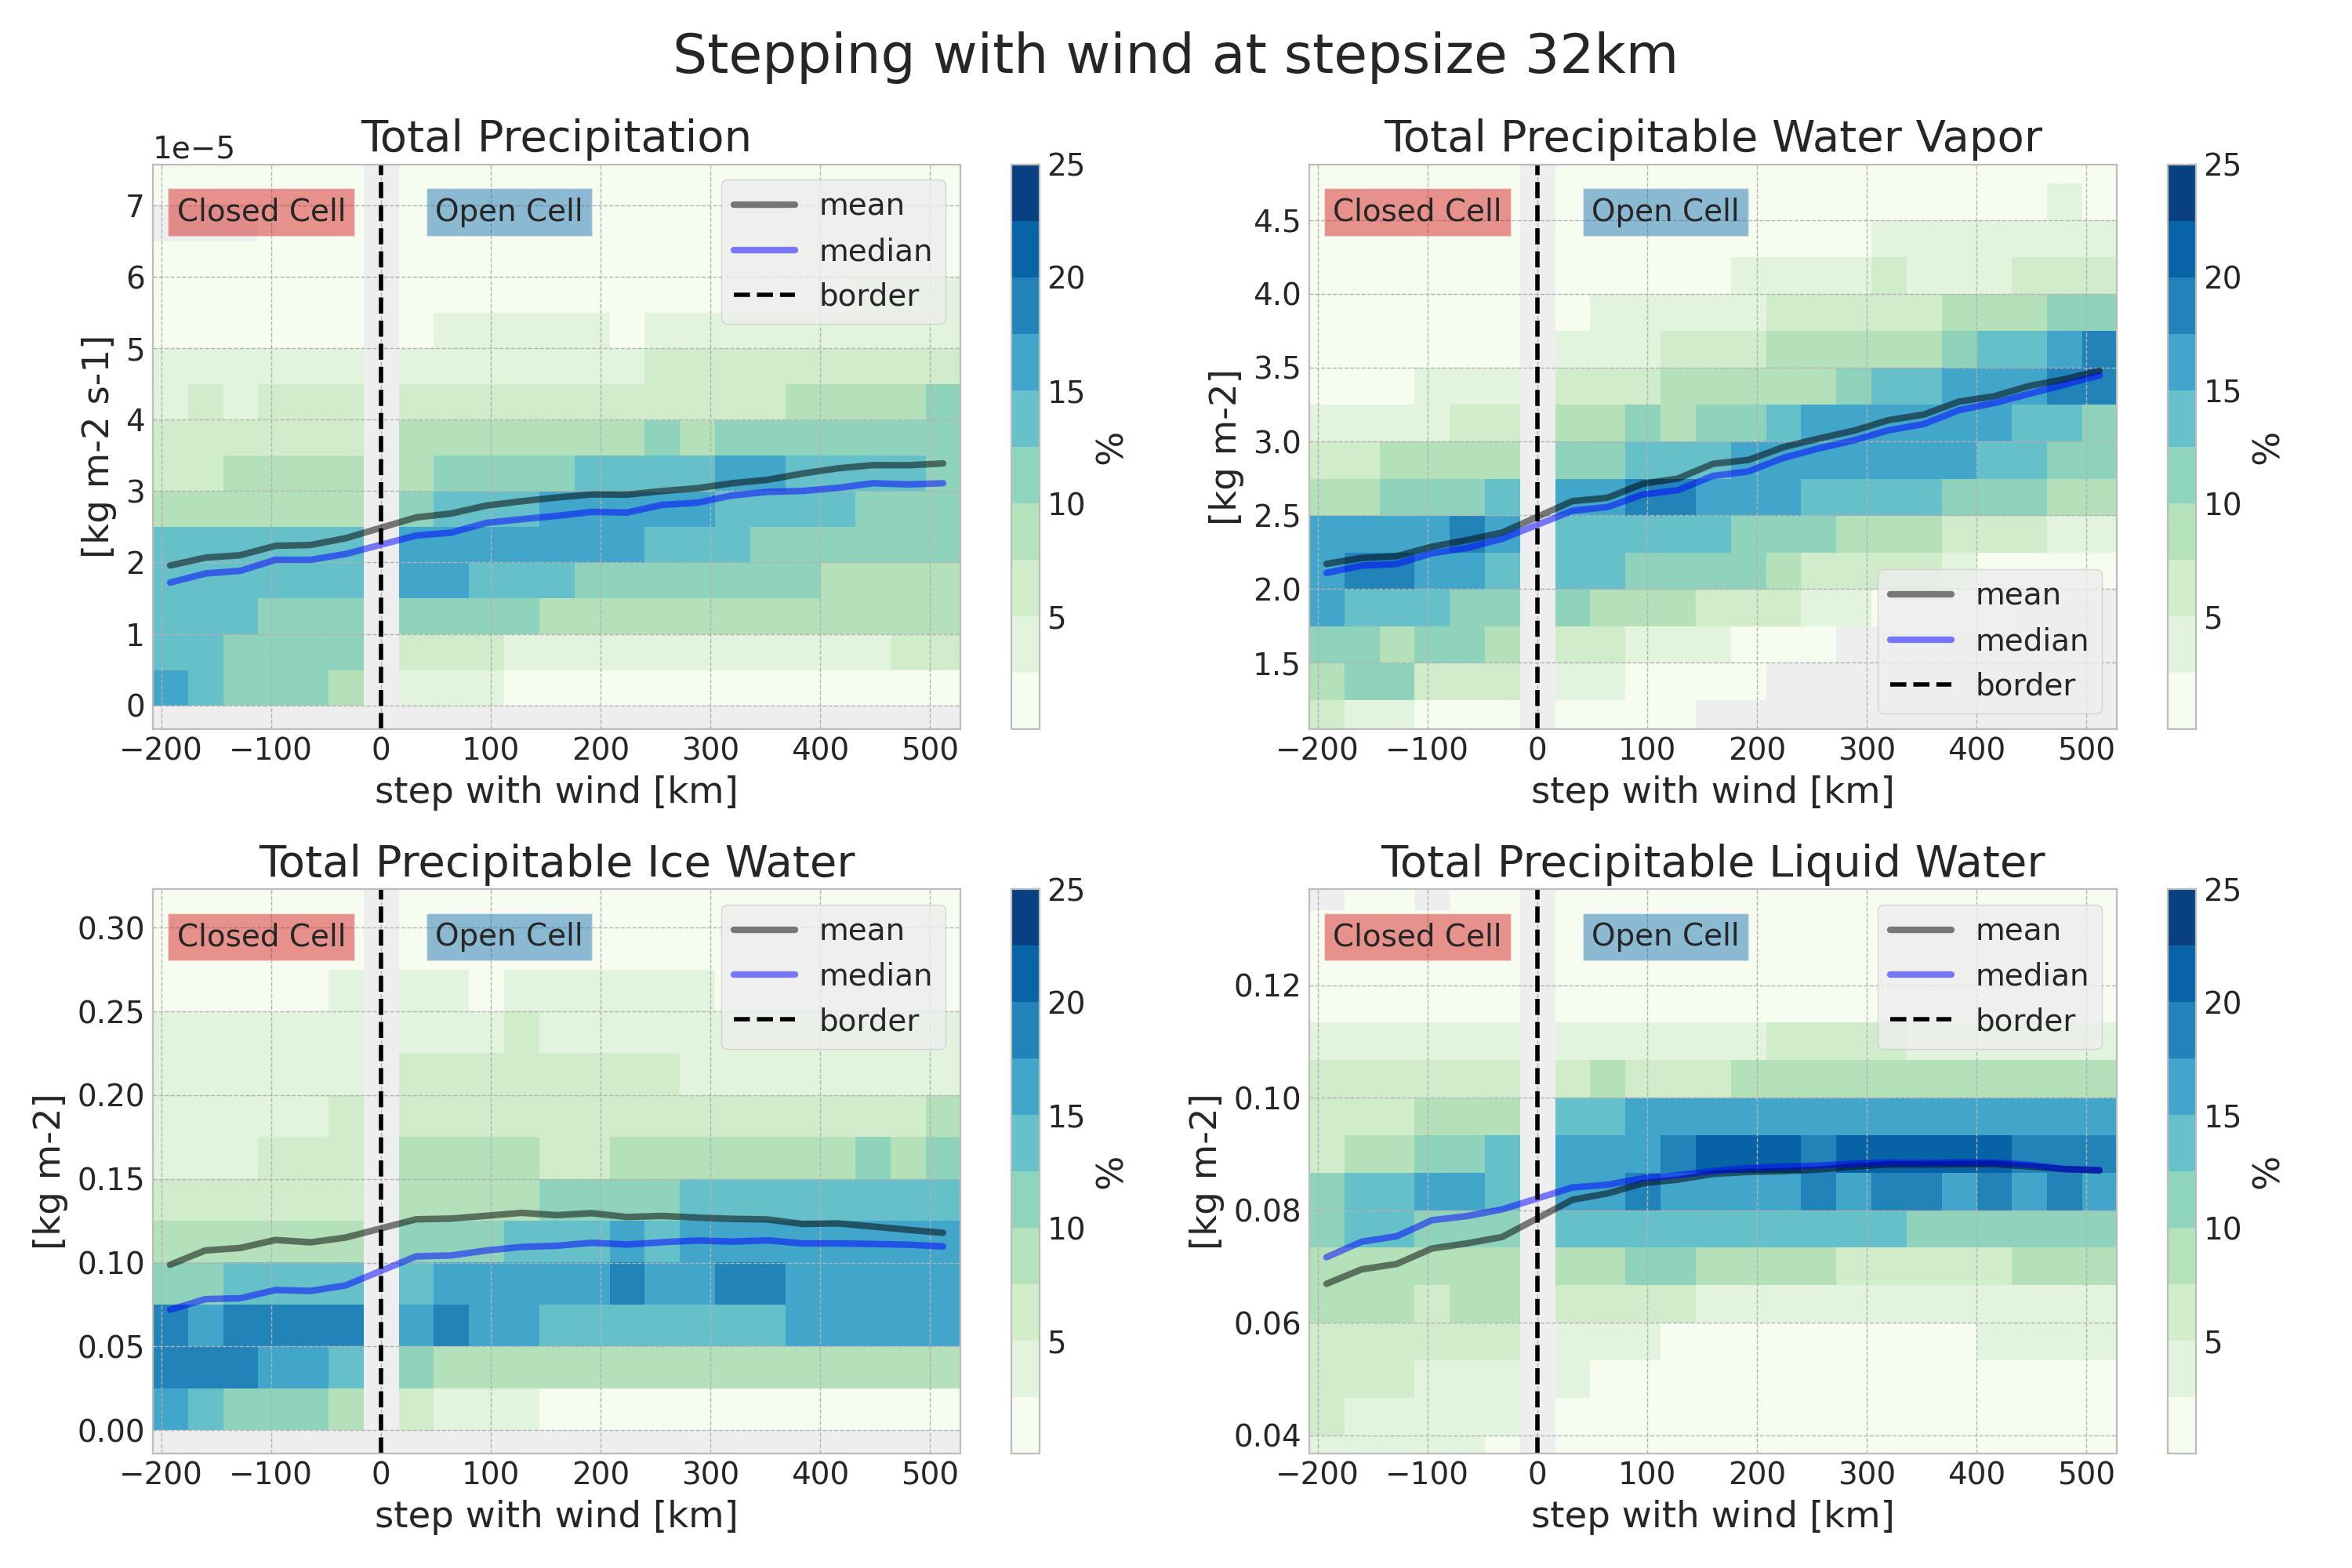 Stepping with wind at stepsize 32km
Total Precipitation
1e−5
Closed Cell
Open Cell
mean
median
border
7
6
5
4
3
2
1
0
[kg m-2 s-1]
−200 −100 0 100 200 300 400 500
step with wind [km]
25
20
15
10
5
%
Total Precipitable Water Vapor
Closed Cell
Open Cell
4.5
4.0
3.5
3.0
2.5
2.0
1.5
[kg m-2]
mean
median
border
−200 −100 0 100 200 300 400 500
step with wind [km]
25
20
15
10
5
%
Total Precipitable Ice Water
Closed Cell
Open Cell
mean
median
border
0.30
0.25
0.20
0.15
0.10
0.05
0.00
[kg m-2]
−200 −100 0 100 200 300 400 500
step with wind [km]
25
20
15
10
5
%
Total Precipitable Liquid Water
Closed Cell
Open Cell
mean
median
border
0.12
0.10
0.08
0.06
0.04
[kg m-2]
−200 −100 0 100 200 300 400 500
step with wind [km]
25
20
15
10
5
%